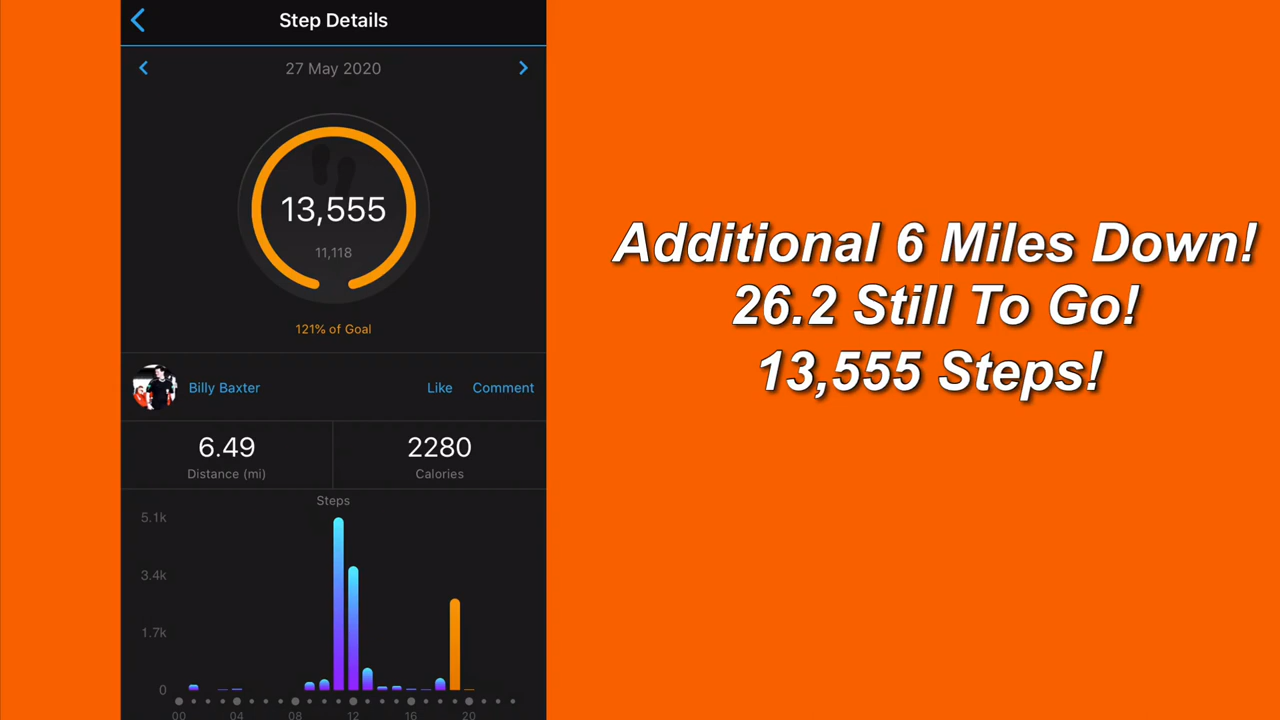 Step Details
27 May 2020
13,555
11,118
121% of Goal
Billy Baxter Like Comment
6.49 2280
Distance (mi) Calories
Steps
5.1k
3.4k
1.7k
0
00 04 08 12 16 20
Additional 6 Miles Down!
26.2 Still To Go!
13,555 Steps!